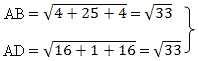 AB = √(4 + 25 + 4) = √33
AD = √(16 + 1 + 16) = √33